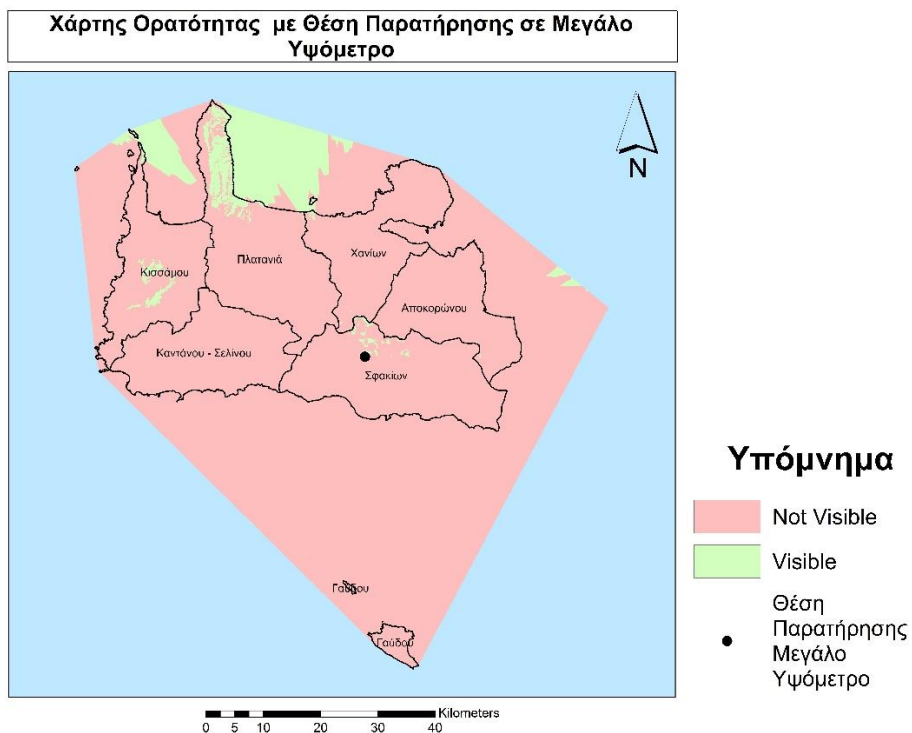 Χάρτης Ορατότητας με Θέση Παρατήρησης σε Μεγάλο
Υψόμετρο
N
Κισσάμου
Πλατανιά
Χανίων
Αποκορώνου
Καντάνου - Σελίνου
Σφακίων
Γαύδου
Γαύδου
Υπόμνημα
Not Visible
Visible
Θέση
Παρατήρησης
Μεγάλο
Υψόμετρο
Kilometers
0 5 10 20 30 40